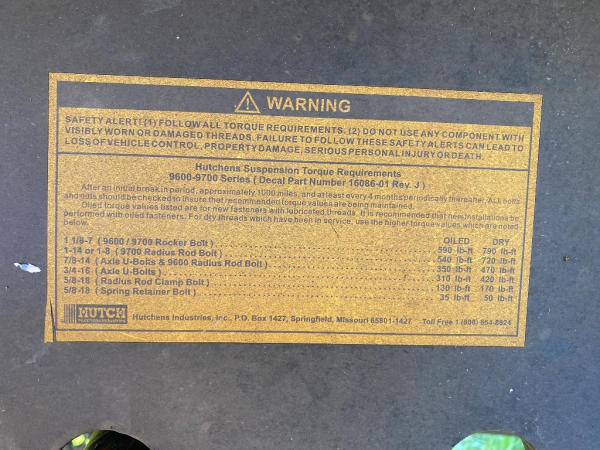 WARNING
SAFETY ALERT! (1) FOLLOW ALL TORQUE REQUIREMENTS. (2) DO NOT USE ANY COMPONENT WITH
VISIBLY WORN OR DAMAGED THREADS. FAILURE TO FOLLOW THESE SAFETY ALERTS CAN LEAD TO
LOSS OF VEHICLE CONTROL, PROPERTY DAMAGE, SERIOUS PERSONAL INJURY OR DEATH.
Hutchens Suspension Torque Requirements
9600-9700 Series ( Decal Part Number 16086-01 Rev. J )
After an initial break in period, approximately 1000 miles, and at least every 4 months periodically thereafter, ALL bolts
and nuts should be checked to insure that recommended torque values are being maintained.
Oiled torque values listed are for new fasteners with lubricated threads. It is recommended that new installations be
performed with oiled fasteners. For dry threads which have been in service, use the higher torque values which are noted
below.
OILED DRY
1 1/8-7 ( 9600 / 9700 Rocker Bolt ) 590 lb-ft 790 lb-ft
1-14 or 1-8 ( 9700 Radius Rod Bolt ) 540 lb-ft 720 lb-ft
7/8-14 ( Axle U-Bolts & 9600 Radius Rod Bolt ) 350 lb-ft 470 lb-ft
3/4-16 ( Axle U-Bolts ) 310 lb-ft 420 lb-ft
5/8-18 ( Radius Rod Clamp Bolt ) 130 lb-ft 170 lb-ft
5/8-18 ( Spring Retainer Bolt ) 35 lb-ft 50 lb-ft
HUTCH
Hutchens Industries, Inc., P.O. Box 1427, Springfield, Missouri 65801-1427 Toll Free 1 (800) 654-8824